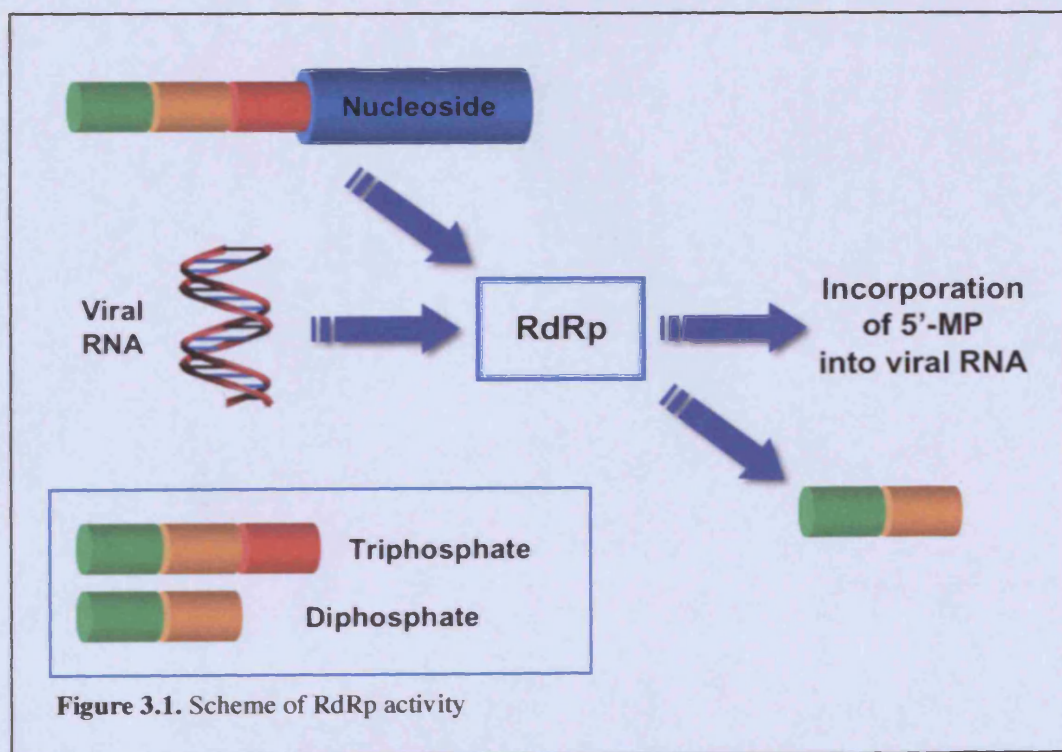 Nucleoside
Viral
RNA
RdRp
Incorporation
of 5'-MP
into viral RNA
Triphosphate
Diphosphate
Figure 3.1. Scheme of RdRp activity